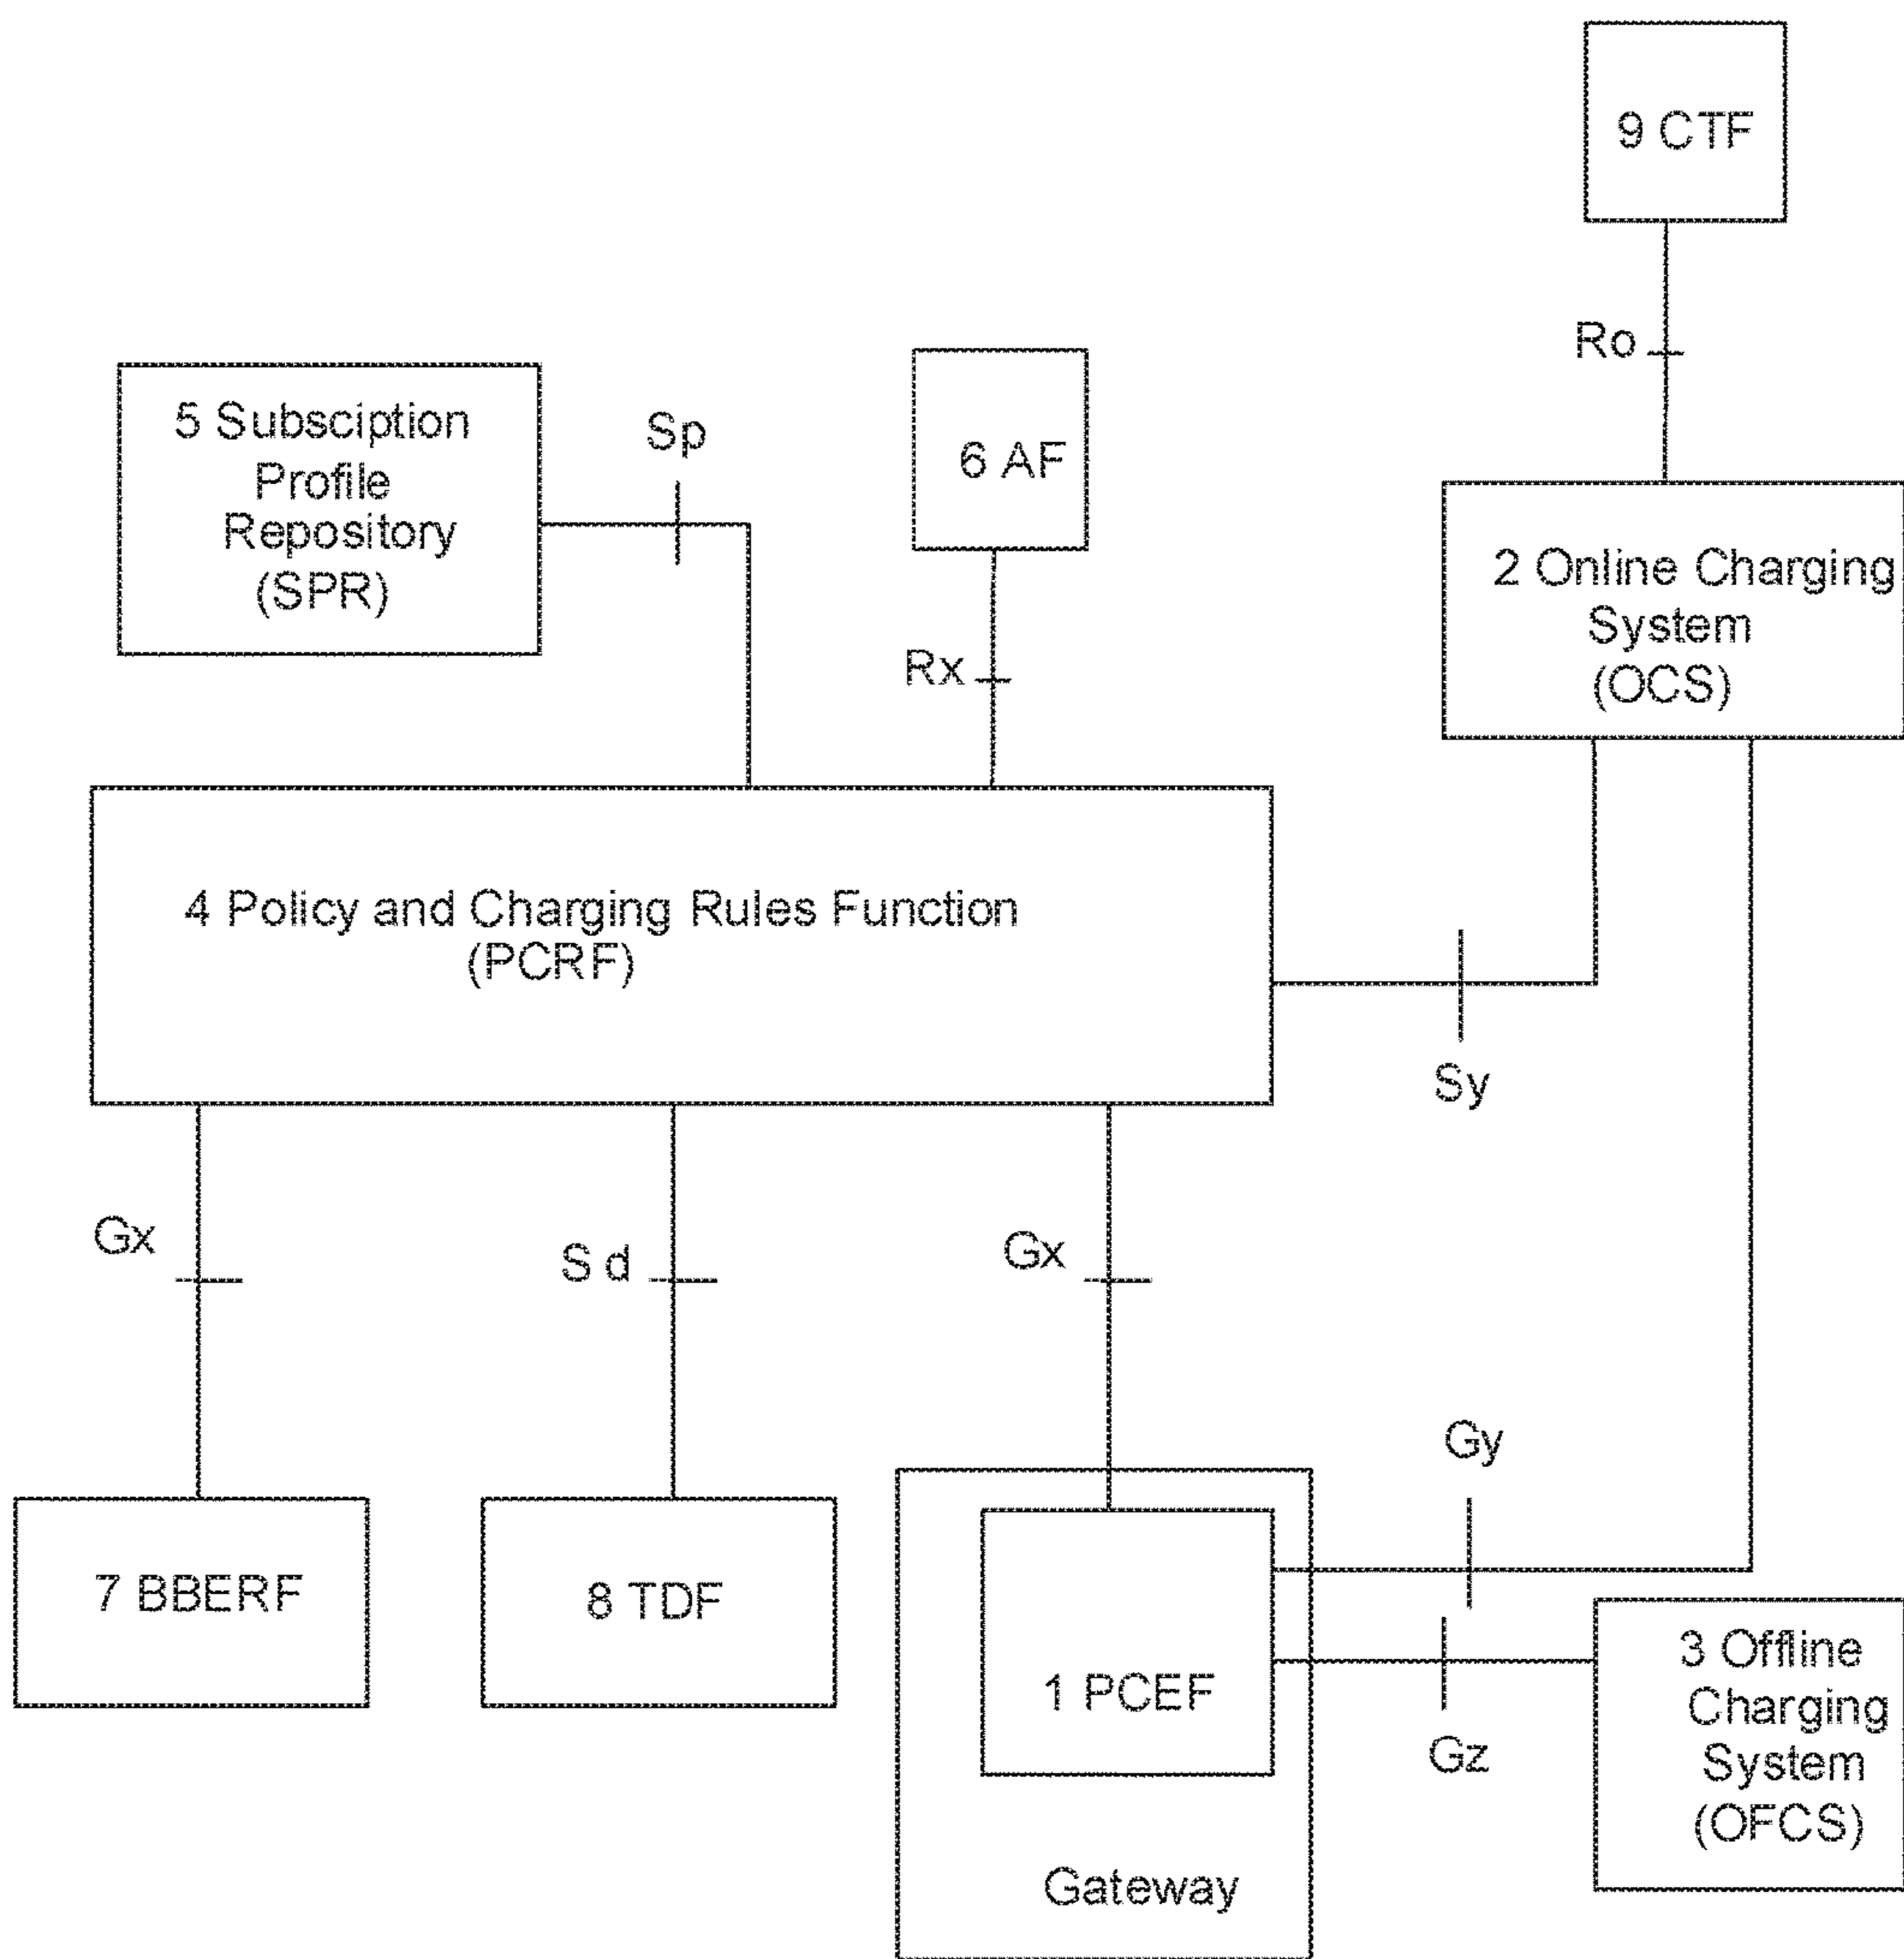 9 CTF
Ro
5 Subsciption
Profile
Repository
(SPR)
Sp
6 AF
Rx
2 Online Charging
System
(OCS)
4 Policy and Charging Rules Function
(PCRF)
Sy
Gx
S d
Gx
Gy
7 BBERF
8 TDF
1 PCEF
Gateway
Gz
3 Offline
Charging
System
(OFCS)